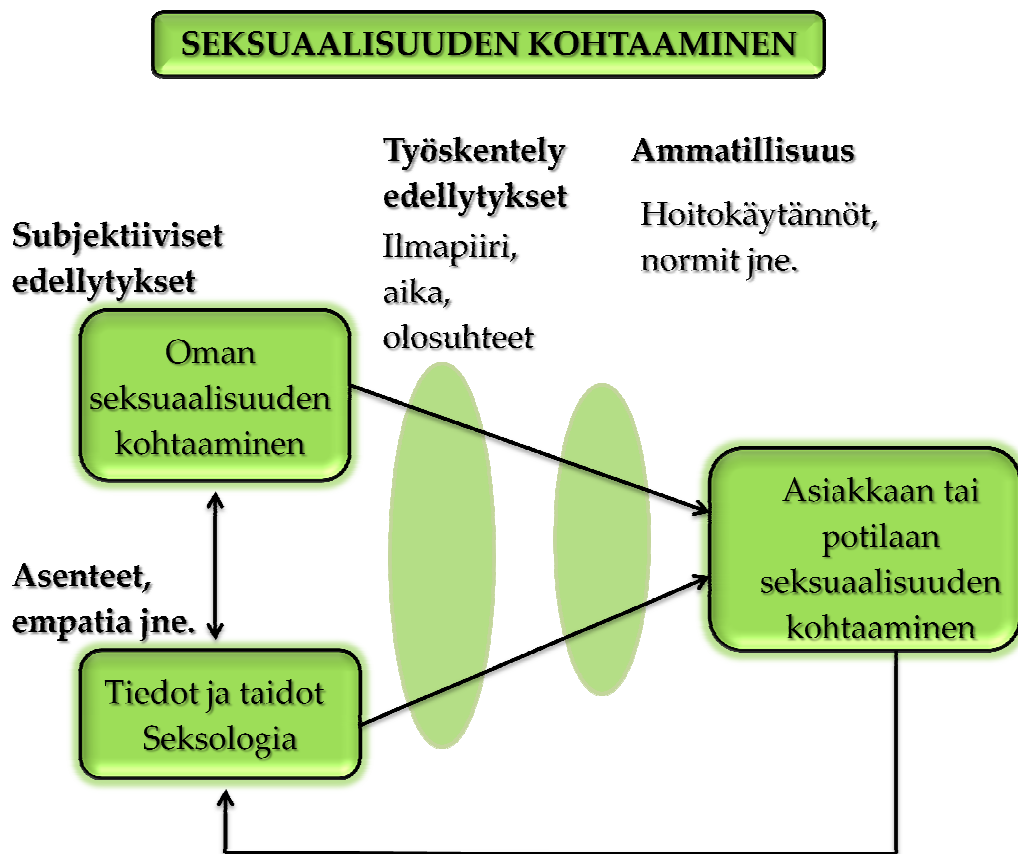 SEKSUAALISUUDEN KOHTAAMINEN
Työskentely
edellytykset
Ilmapiiri,
aika,
olosuhteet
Ammatillisuus
Hoitokäytännöt,
normit jne.
Subjektiiviset
edellytykset
Oman
seksuaalisuuden
kohtaaminen
Asiakkaan tai
potilaan
seksuaalisuuden
kohtaaminen
Asenteet,
empatia jne.
Tiedot ja taidot
Seksologia